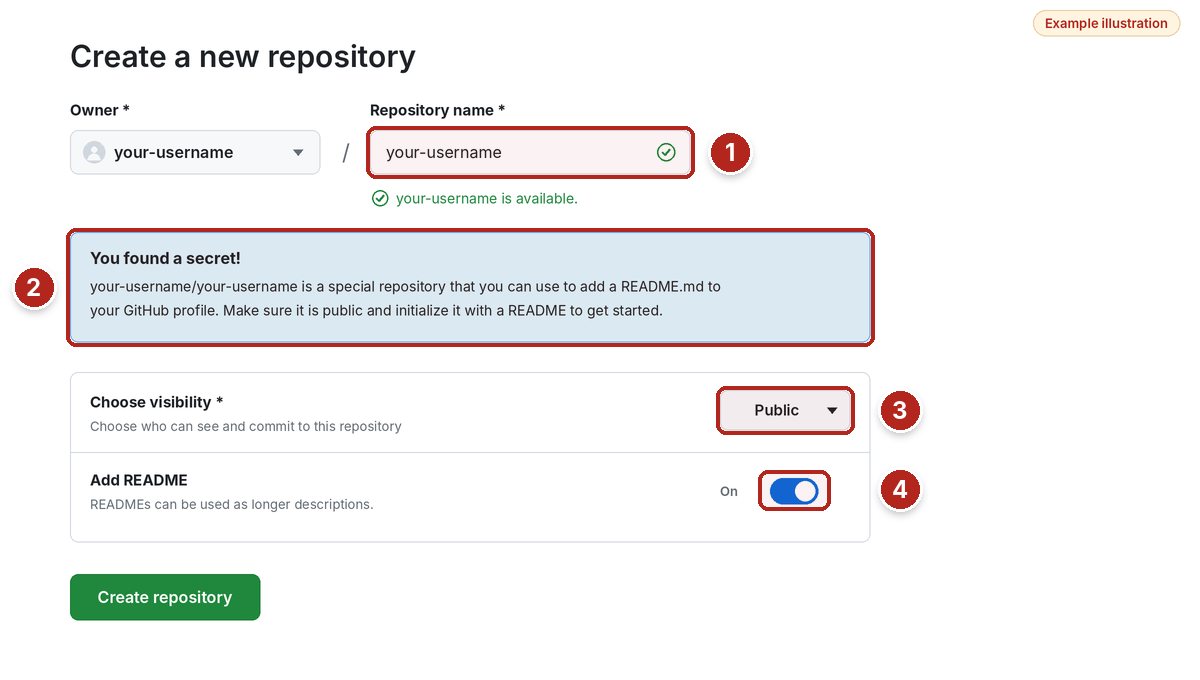 Example illustration
Create a new repository
Owner *
Repository name *
your-username
/
your-username
1
your-username is available.
2
You found a secret!
your-username/your-username is a special repository that you can use to add a README.md to
your GitHub profile. Make sure it is public and initialize it with a README to get started.
Choose visibility *
Choose who can see and commit to this repository
Public
3
Add README
READMEs can be used as longer descriptions.
On
4
Create repository